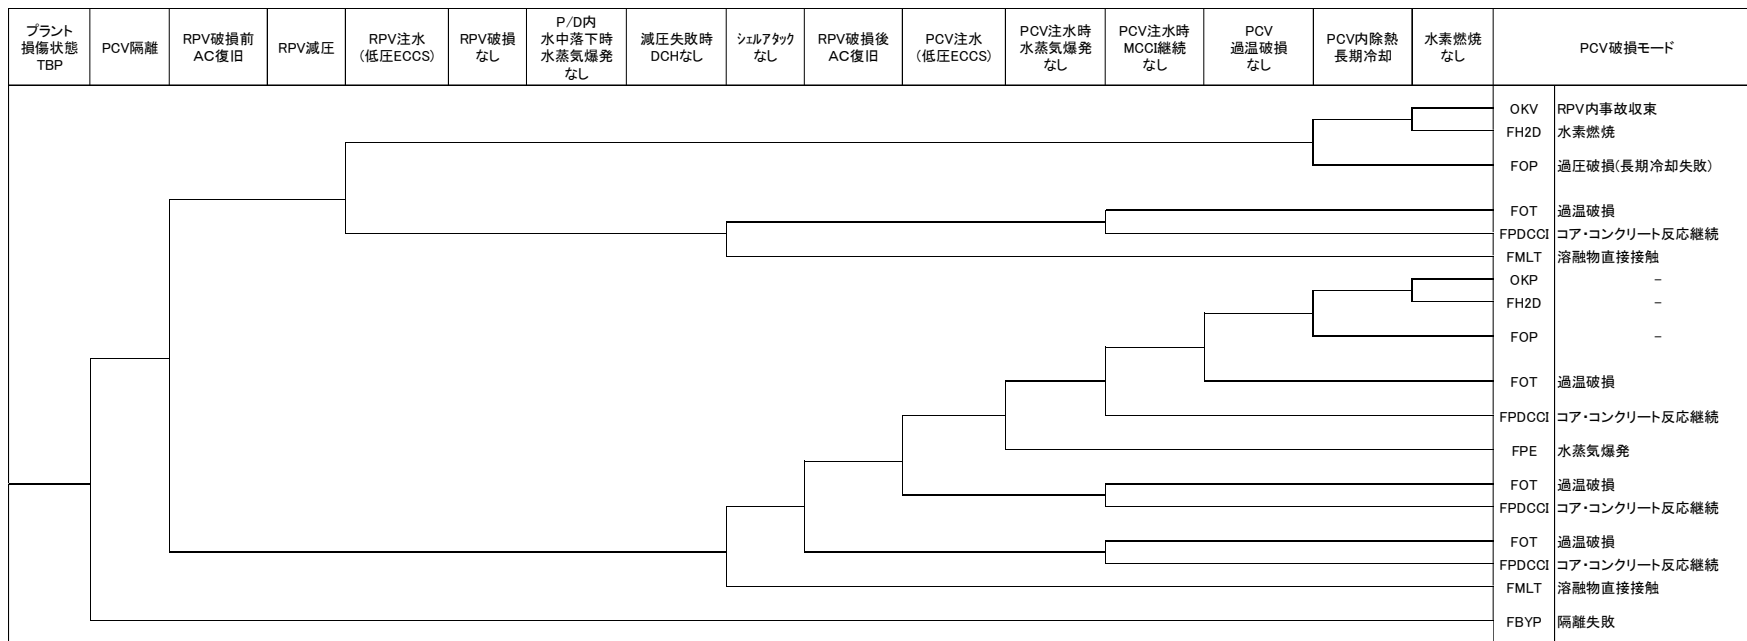 プラント
損傷状態
TBP
PCV隔離
RPV破損前
AC復旧
RPV減圧
RPV注水
(低圧ECCS)
RPV破損
なし
P/D内
水中落下時
水蒸気爆発
なし
減圧失敗時
DCHなし
シェルアタック
なし
RPV破損後
AC復旧
PCV注水
(低圧ECCS)
PCV注水時
水蒸気爆発
なし
PCV注水時
MCCI継続
なし
PCV
過温破損
なし
PCV内除熱
長期冷却
水素燃焼
なし
PCV破損モード
OKV RPV内事故収束
FH2D 水素燃焼
FOP 過圧破損(長期冷却失敗)
FOT 過温破損
FPDCCI コア・コンクリート反応継続
FMLT 溶融物直接接触
OKP －
FH2D －
FOP －
FOT 過温破損
FPDCCI コア・コンクリート反応継続
FPE 水蒸気爆発
FOT 過温破損
FPDCCI コア・コンクリート反応継続
FOT 過温破損
FPDCCI コア・コンクリート反応継続
FMLT 溶融物直接接触
FBYP 隔離失敗